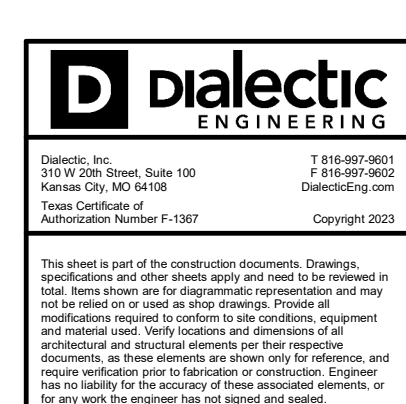 D Dialectic
ENGINEERING
Dialectic, Inc. T 816-997-9601
310 W 20th Street, Suite 100 F 816-997-9602
Kansas City, MO 64108 DialecticEng.com
Texas Certificate of
Authorization Number F-1367 Copyright 2023
This sheet is part of the construction documents. Drawings,
specifications and other sheets apply and need to be reviewed in
total. Items shown are for diagrammatic representation and may
not be relied on or used as shop drawings. Provide all
modifications required to conform to site conditions, equipment
and material used. Verify locations and dimensions of all
architectural and structural elements per their respective
documents, as these elements are shown only for reference, and
require verification prior to fabrication or construction. Engineer
has no liability for the accuracy of these associated elements, or
for any work the engineer has not signed and sealed.